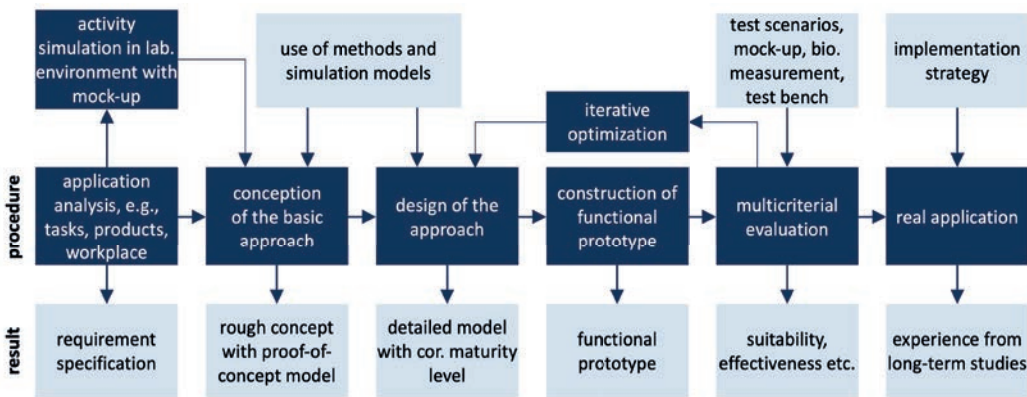 activity
simulation in lab.
environment with
mock-up
use of methods and
simulation models
test scenarios,
mock-up, bio.
measurement,
test bench
implementation
strategy
iterative
optimization
procedure
application
analysis, e.g.,
tasks, products,
workplace
conception
of the basic
approach
design of the
approach
construction of
functional
prototype
multicriterial
evaluation
real application
result
requirement
specification
rough concept
with proof-of-
concept model
detailed model
with cor. maturity
level
functional
prototype
suitability,
effectiveness etc.
experience from
long-term studies